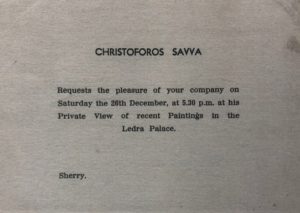 CHRISTOFOROS SAVVA
Requests the pleasure of your company on
Saturday the 26th December, at 5.30 p.m. at his
Private View of recent Paintings in the
Ledra Palace.
Sherry.